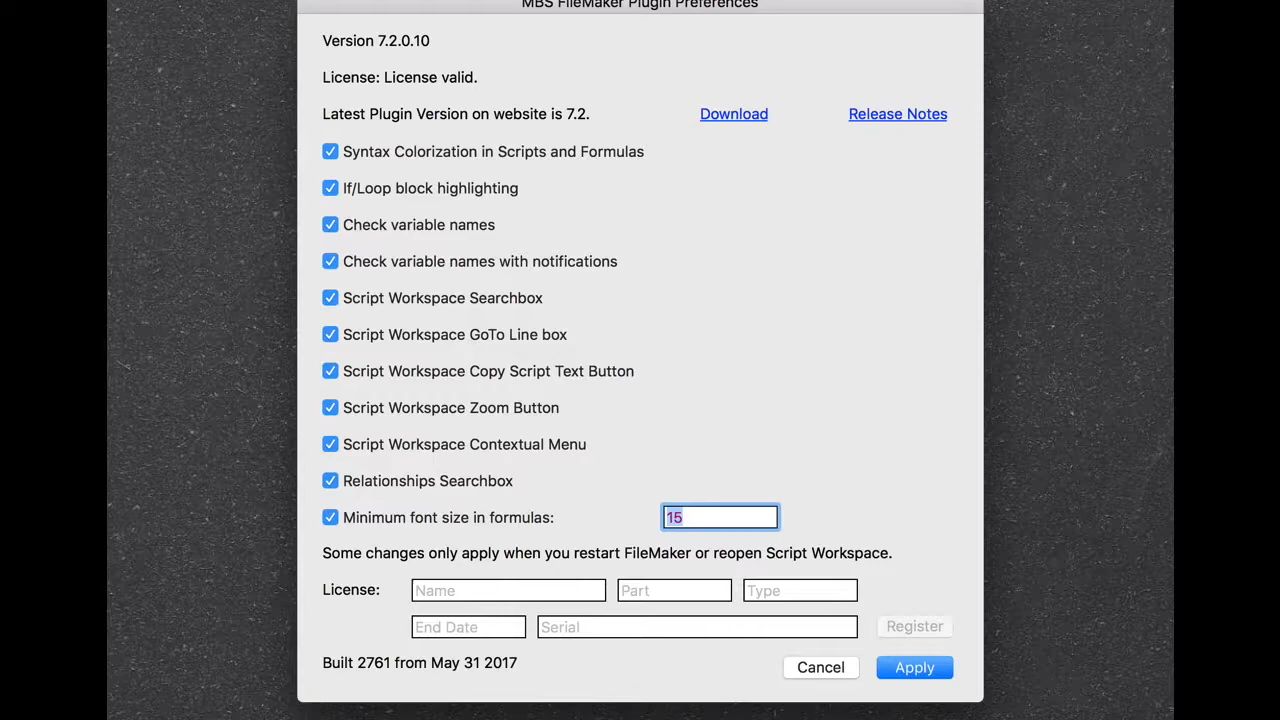 MBS FileMaker Plugin Preferences
Version 7.2.0.10
License: License valid.
Latest Plugin Version on website is 7.2. Download Release Notes
Syntax Colorization in Scripts and Formulas
If/Loop block highlighting
Check variable names
Check variable names with notifications
Script Workspace Searchbox
Script Workspace GoTo Line box
Script Workspace Copy Script Text Button
Script Workspace Zoom Button
Script Workspace Contextual Menu
Relationships Searchbox
Minimum font size in formulas: 15
Some changes only apply when you restart FileMaker or reopen Script Workspace.
License: Name Part Type
End Date Serial Register
Built 2761 from May 31 2017
Cancel Apply